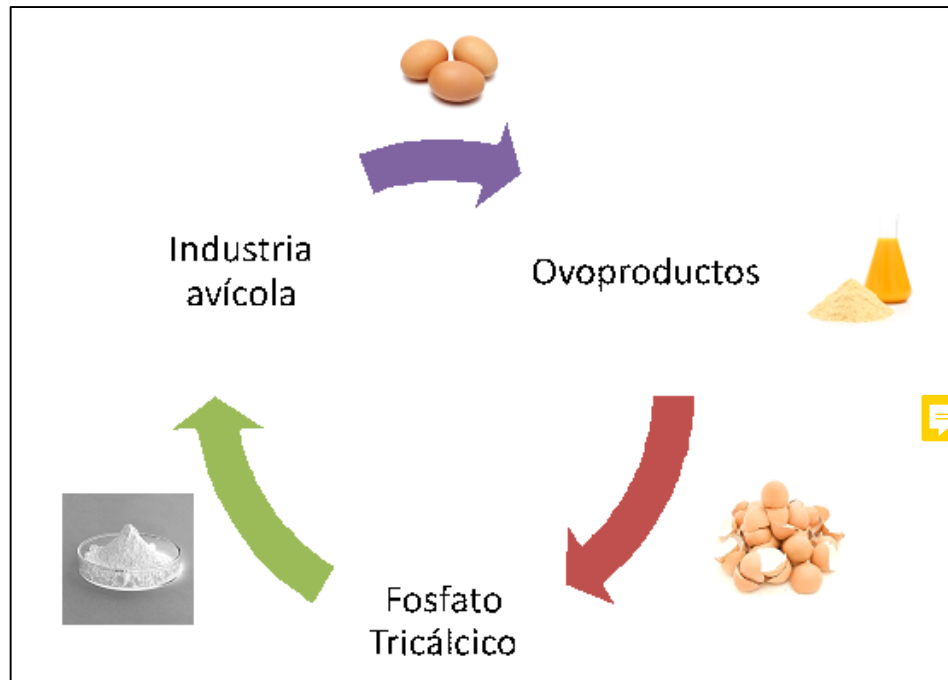 Industria
avícola
Ovoproductos
Fosfato
Tricálcico